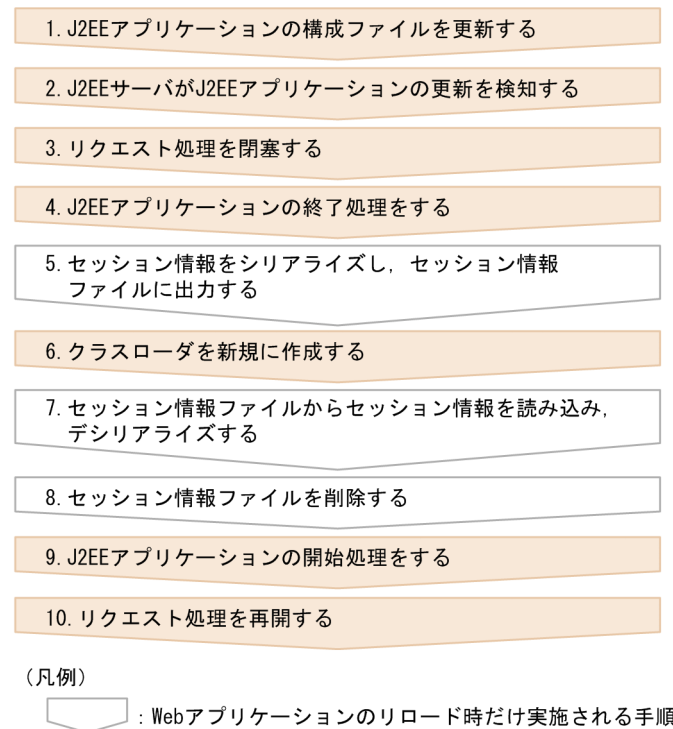 1. J2EEアプリケーションの構成ファイルを更新する
2. J2EEサーバがJ2EEアプリケーションの更新を検知する
3. リクエスト処理を閉塞する
4. J2EEアプリケーションの終了処理をする
5. セッション情報をシリアライズし，セッション情報
ファイルに出力する
6. クラスローダを新規に作成する
7. セッション情報ファイルからセッション情報を読み込み，
デシリアライズする
8. セッション情報ファイルを削除する
9. J2EEアプリケーションの開始処理をする
10. リクエスト処理を再開する
（凡例）
：Webアプリケーションのリロード時だけ実施される手順